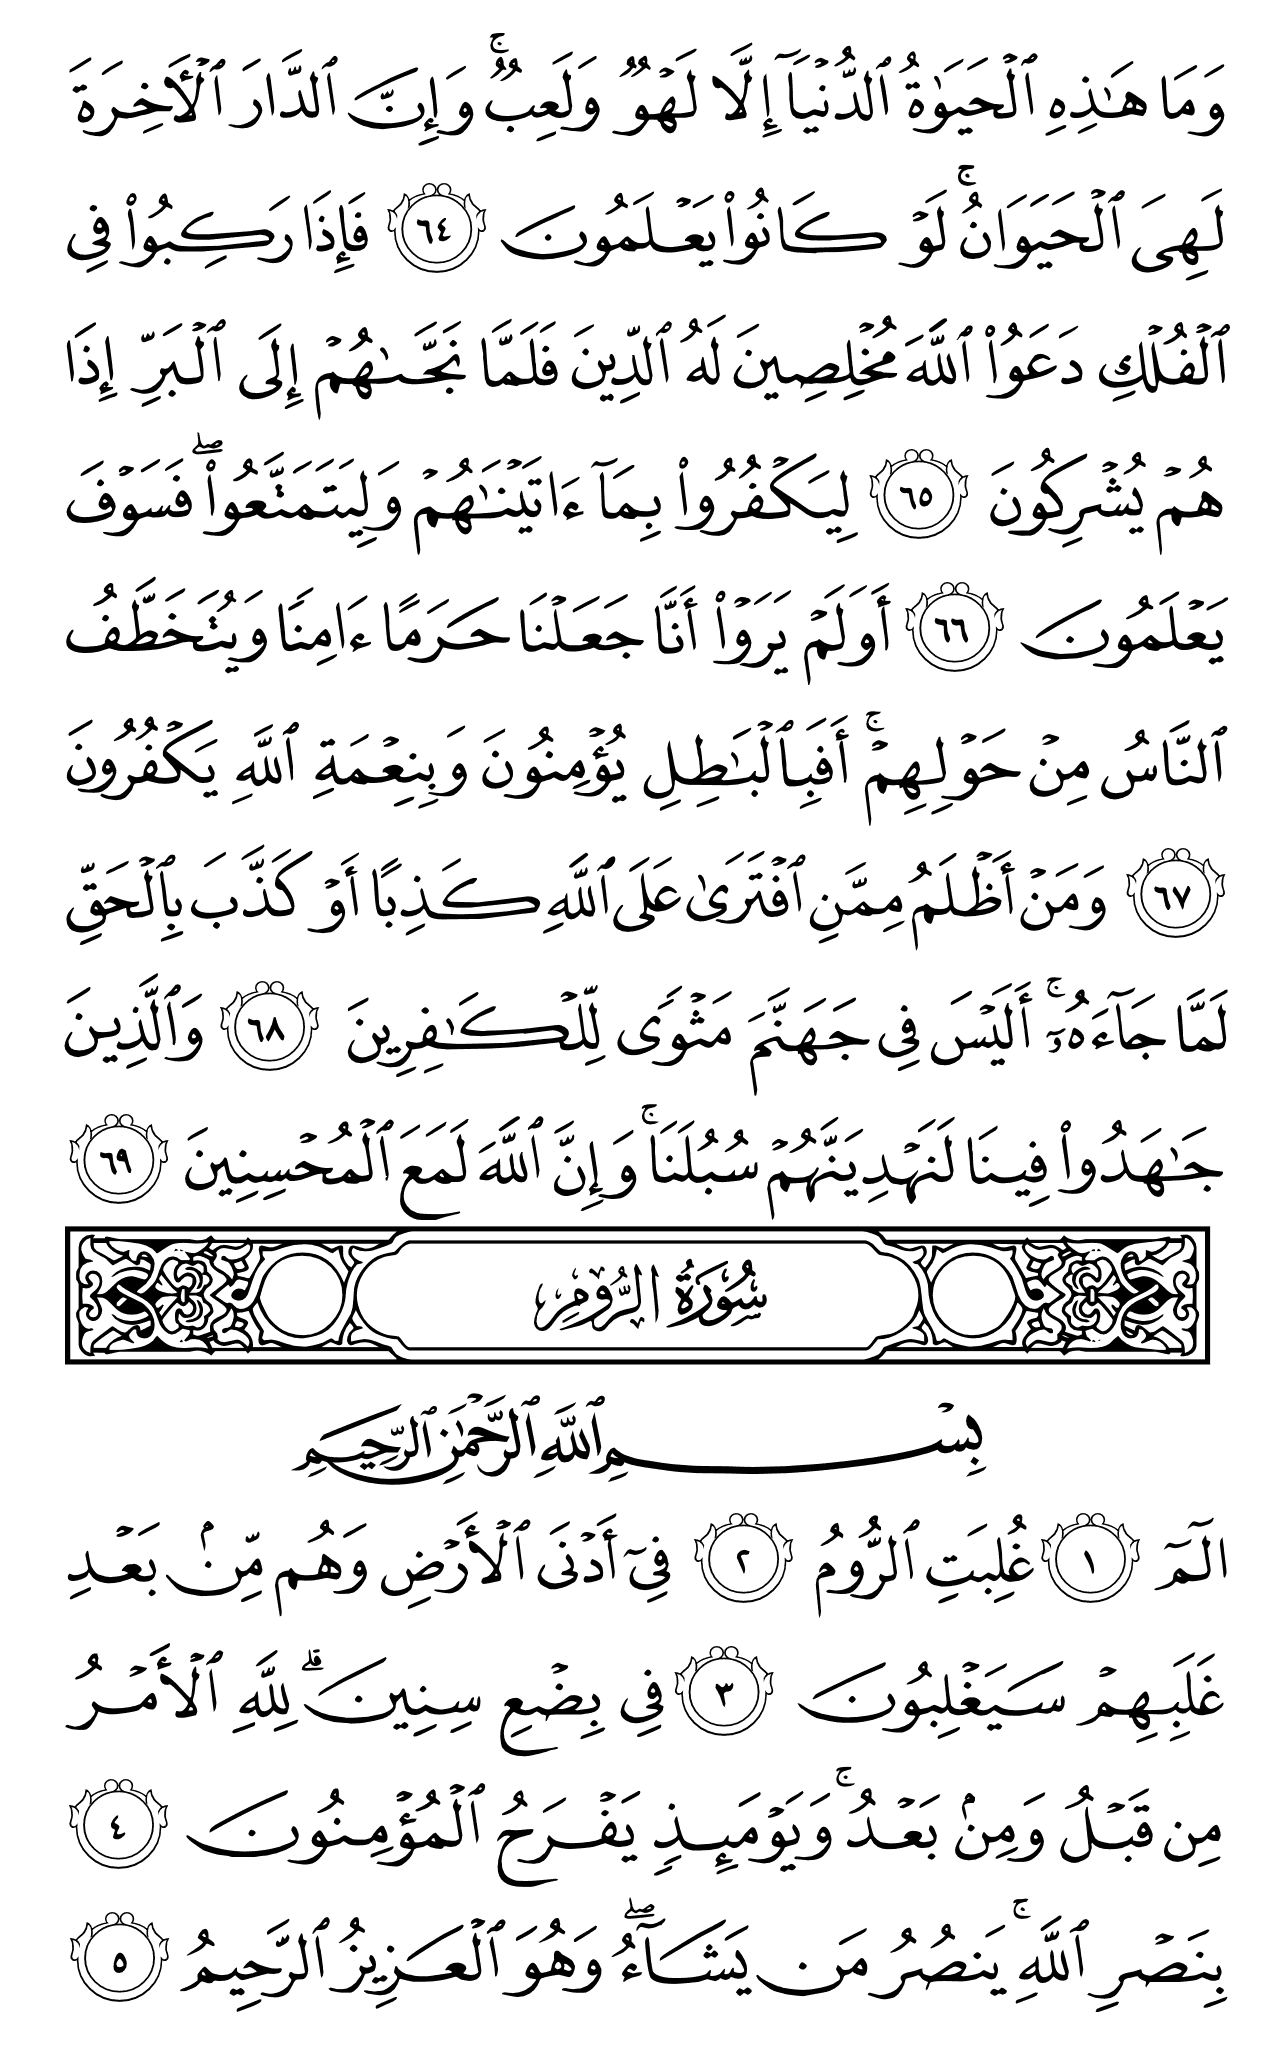 وَمَا هَٰذِهِ ٱلْحَيَوٰةُ ٱلدُّنْيَآ إِلَّا لَهْوٌ وَلَعِبٌ ۚ وَإِنَّ ٱلدَّارَ ٱلْأَخِرَةَ
لَهِىَ ٱلْحَيَوَانُ ۚ لَوْ كَانُوا۟ يَعْلَمُونَ ٦٤ فَإِذَا رَكِبُوا۟ فِى
ٱلْفُلْكِ دَعَوُا۟ ٱللَّهَ مُخْلِصِينَ لَهُ ٱلدِّينَ فَلَمَّا نَجَّىٰهُمْ إِلَى ٱلْبَرِّ إِذَا
هُمْ يُشْرِكُونَ ٦٥ لِيَكْفُرُوا۟ بِمَآ ءَاتَيْنَٰهُمْ وَلِيَتَمَتَّعُوا۟ ۖ فَسَوْفَ
يَعْلَمُونَ ٦٦ أَوَلَمْ يَرَوْا۟ أَنَّا جَعَلْنَا حَرَمًا ءَامِنًا وَيُتَخَطَّفُ
ٱلنَّاسُ مِنْ حَوْلِهِمْ ۚ أَفَبِٱلْبَٰطِلِ يُؤْمِنُونَ وَبِنِعْمَةِ ٱللَّهِ يَكْفُرُونَ
٦٧ وَمَنْ أَظْلَمُ مِمَّنِ ٱفْتَرَىٰ عَلَى ٱللَّهِ كَذِبًا أَوْ كَذَّبَ بِٱلْحَقِّ
لَمَّا جَآءَهُۥٓ ۚ أَلَيْسَ فِى جَهَنَّمَ مَثْوًى لِّلْكَٰفِرِينَ ٦٨ وَٱلَّذِينَ
جَٰهَدُوا۟ فِينَا لَنَهْدِيَنَّهُمْ سُبُلَنَا ۚ وَإِنَّ ٱللَّهَ لَمَعَ ٱلْمُحْسِنِينَ ٦٩
سُورَةُ الرُّومِ
بِسْمِ ٱللَّهِ ٱلرَّحْمَٰنِ ٱلرَّحِيمِ
الٓمٓ ١ غُلِبَتِ ٱلرُّومُ ٢ فِىٓ أَدْنَى ٱلْأَرْضِ وَهُم مِّنۢ بَعْدِ
غَلَبِهِمْ سَيَغْلِبُونَ ٣ فِى بِضْعِ سِنِينَ ۗ لِلَّهِ ٱلْأَمْرُ
مِن قَبْلُ وَمِنۢ بَعْدُ ۚ وَيَوْمَئِذٍ يَفْرَحُ ٱلْمُؤْمِنُونَ ٤
بِنَصْرِ ٱللَّهِ ۚ يَنصُرُ مَن يَشَآءُ ۖ وَهُوَ ٱلْعَزِيزُ ٱلرَّحِيمُ ٥